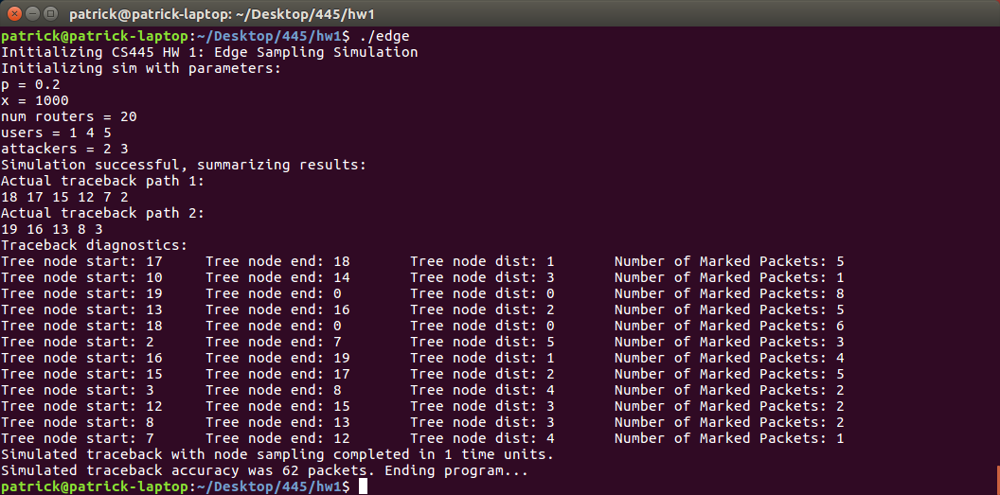 patrick@patrick-laptop: ~/Desktop/445/hw1
patrick@patrick-laptop:~/Desktop/445/hw1$ ./edge
Initializing CS445 HW 1: Edge Sampling Simulation
Initializing sim with parameters:
p = 0.2
x = 1000
num routers = 20
users = 1 4 5
attackers = 2 3
Simulation successful, summarizing results:
Actual traceback path 1:
18 17 15 12 7 2
Actual traceback path 2:
19 16 13 8 3
Traceback diagnostics:
Tree node start: 17 Tree node end: 18 Tree node dist: 1 Number of Marked Packets: 5
Tree node start: 10 Tree node end: 14 Tree node dist: 3 Number of Marked Packets: 1
Tree node start: 19 Tree node end: 0 Tree node dist: 0 Number of Marked Packets: 8
Tree node start: 13 Tree node end: 16 Tree node dist: 2 Number of Marked Packets: 5
Tree node start: 18 Tree node end: 0 Tree node dist: 0 Number of Marked Packets: 6
Tree node start: 2 Tree node end: 7 Tree node dist: 5 Number of Marked Packets: 3
Tree node start: 16 Tree node end: 19 Tree node dist: 1 Number of Marked Packets: 4
Tree node start: 15 Tree node end: 17 Tree node dist: 2 Number of Marked Packets: 5
Tree node start: 3 Tree node end: 8 Tree node dist: 4 Number of Marked Packets: 2
Tree node start: 12 Tree node end: 15 Tree node dist: 3 Number of Marked Packets: 2
Tree node start: 8 Tree node end: 13 Tree node dist: 3 Number of Marked Packets: 2
Tree node start: 7 Tree node end: 12 Tree node dist: 4 Number of Marked Packets: 1
Simulated traceback with node sampling completed in 1 time units.
Simulated traceback accuracy was 62 packets. Ending program...
patrick@patrick-laptop:~/Desktop/445/hw1$